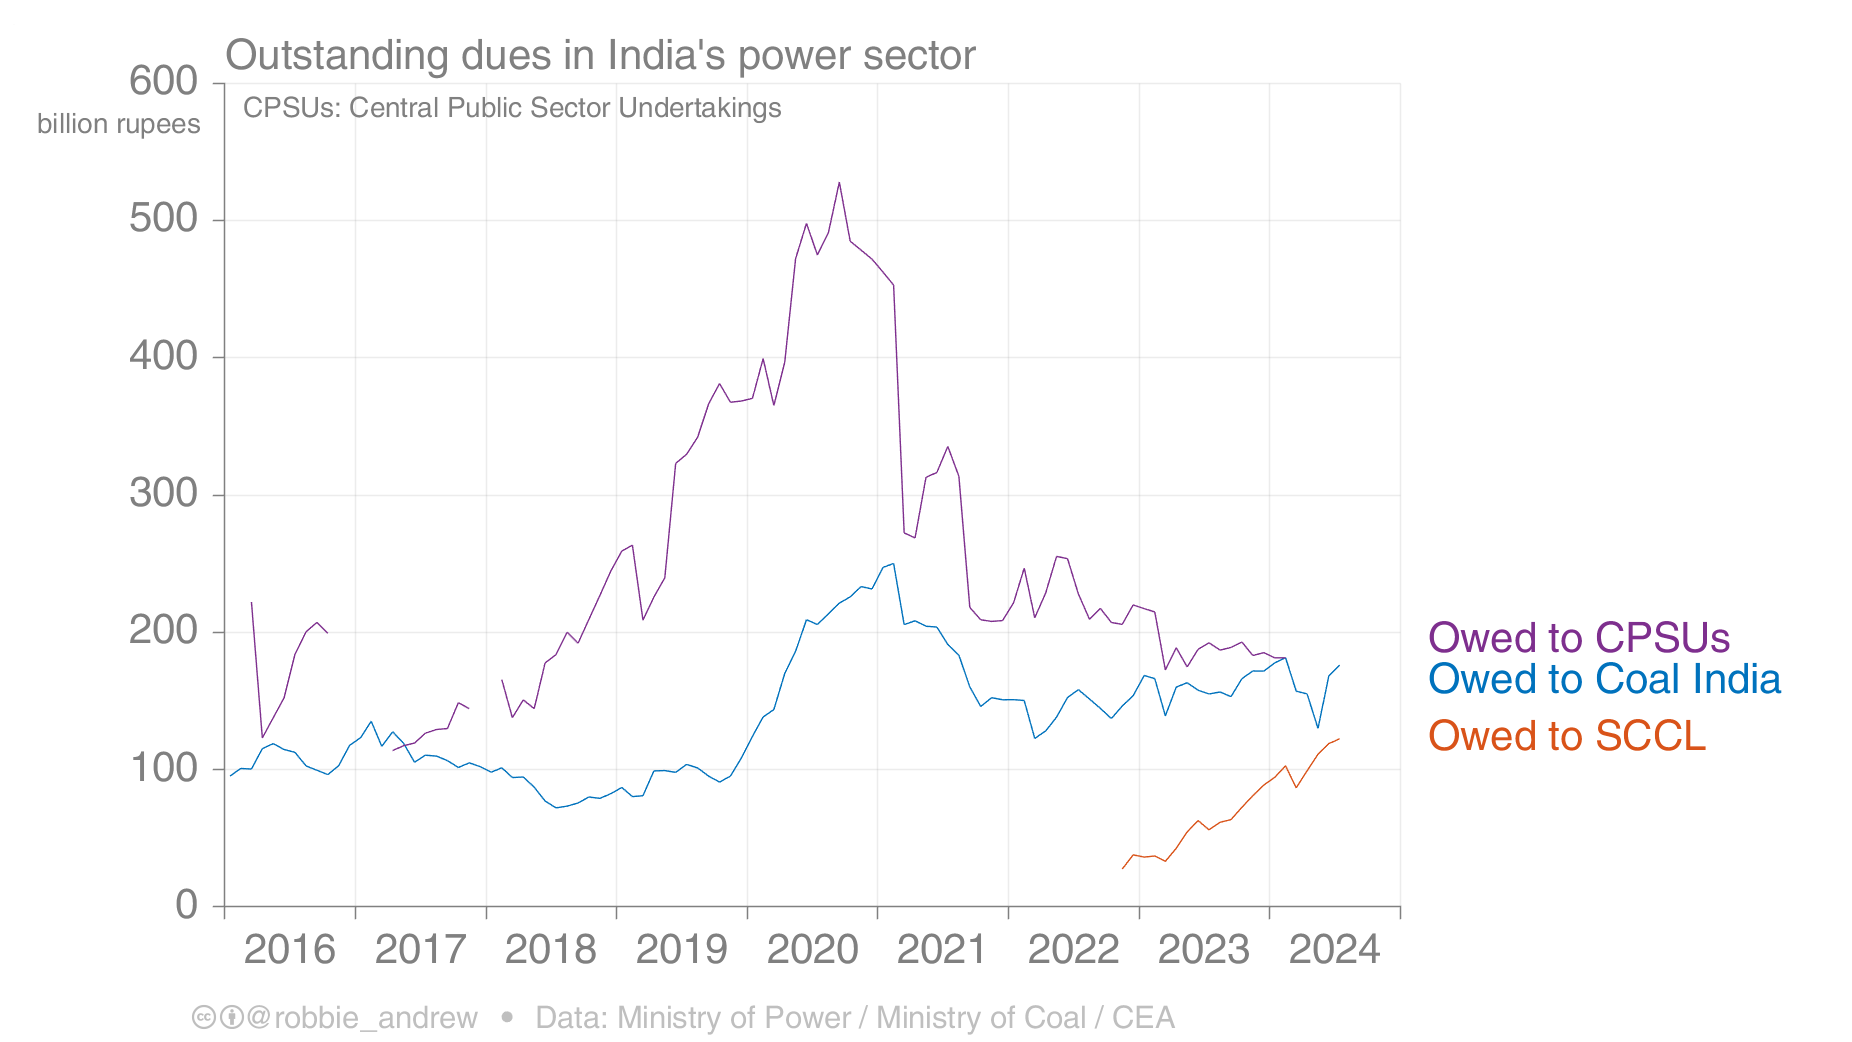 Outstanding dues in India's power sector
600
billion rupees
CPSUs: Central Public Sector Undertakings
500
400
300
200
100
0
Owed to CPSUs
Owed to Coal India
Owed to SCCL
2016 2017 2018 2019 2020 2021 2022 2023 2024
@robbie_andrew • Data: Ministry of Power / Ministry of Coal / CEA